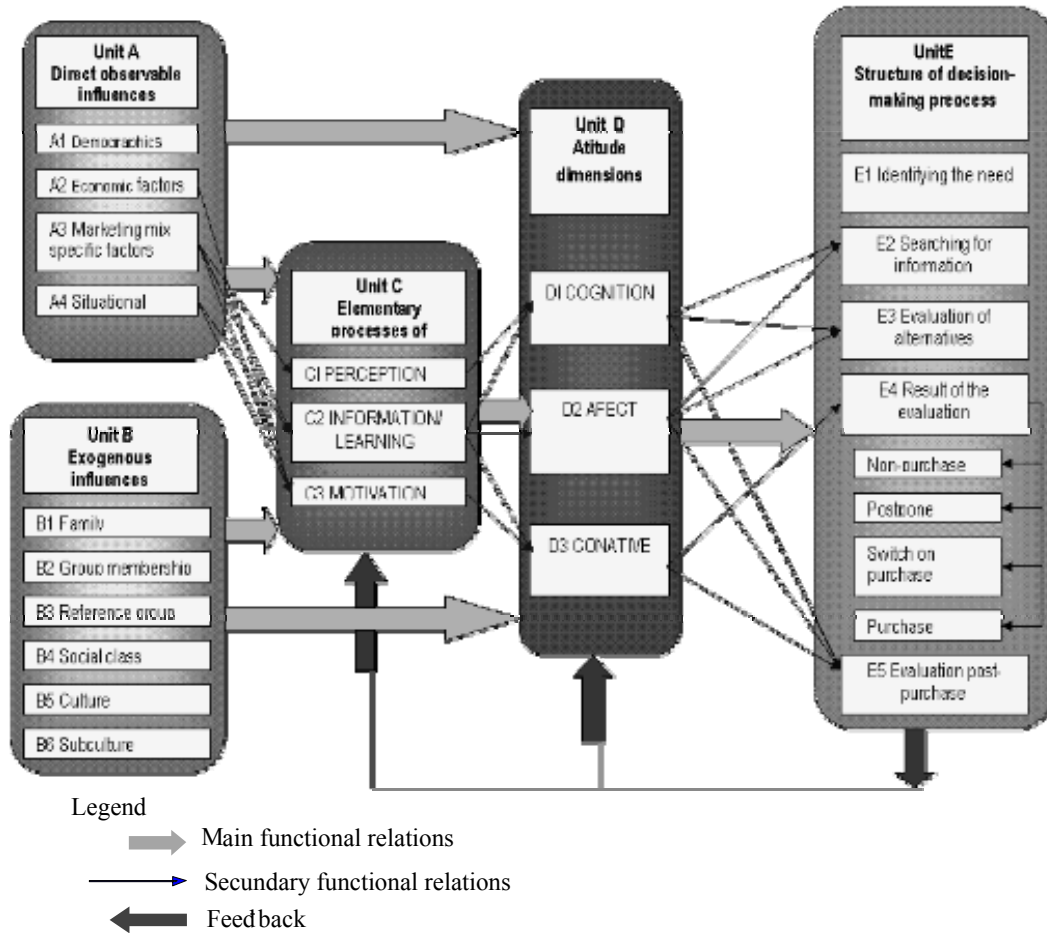 Unit A
Direct observable
influences
A1 Demographics
A2 Economic factors
A3 Marketing mix
specific factors
A4 Situational
Unit B
Exogenous
influences
B1 Family
B2 Group membership
B3 Reference group
B4 Social class
B5 Culture
B6 Subculture
Unit C
Elementary
processes of
C1 PERCEPTION
C2 INFORMATION/
LEARNING
C3 MOTIVATION
Unit D
Atitude
dimensions
D1 COGNITION
D2 AFECT
D3 CONATIVE
UnitE
Structure of decision-
making preocess
E1 Identifying the need
E2 Searching for
information
E3 Evaluation of
alternatives
E4 Result of the
evaluation
Non-purchase
Postpone
Switch on
purchase
Purchase
E5 Evaluation post-
purchase
Legend
Main functional relations
Secundary functional relations
Feedback